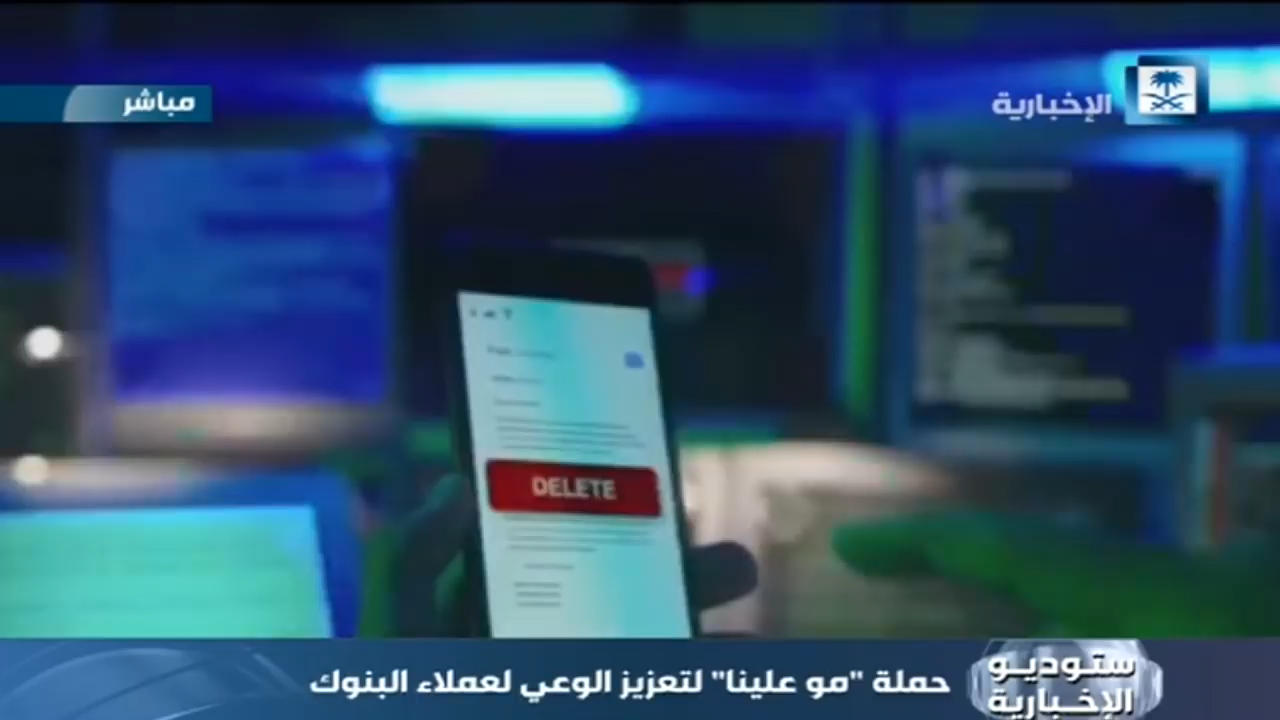 مباشر
الإخبارية
DELETE
حملة "مو علينا" لتعزيز الوعي لعملاء البنوك
ستوديو
الإخبارية